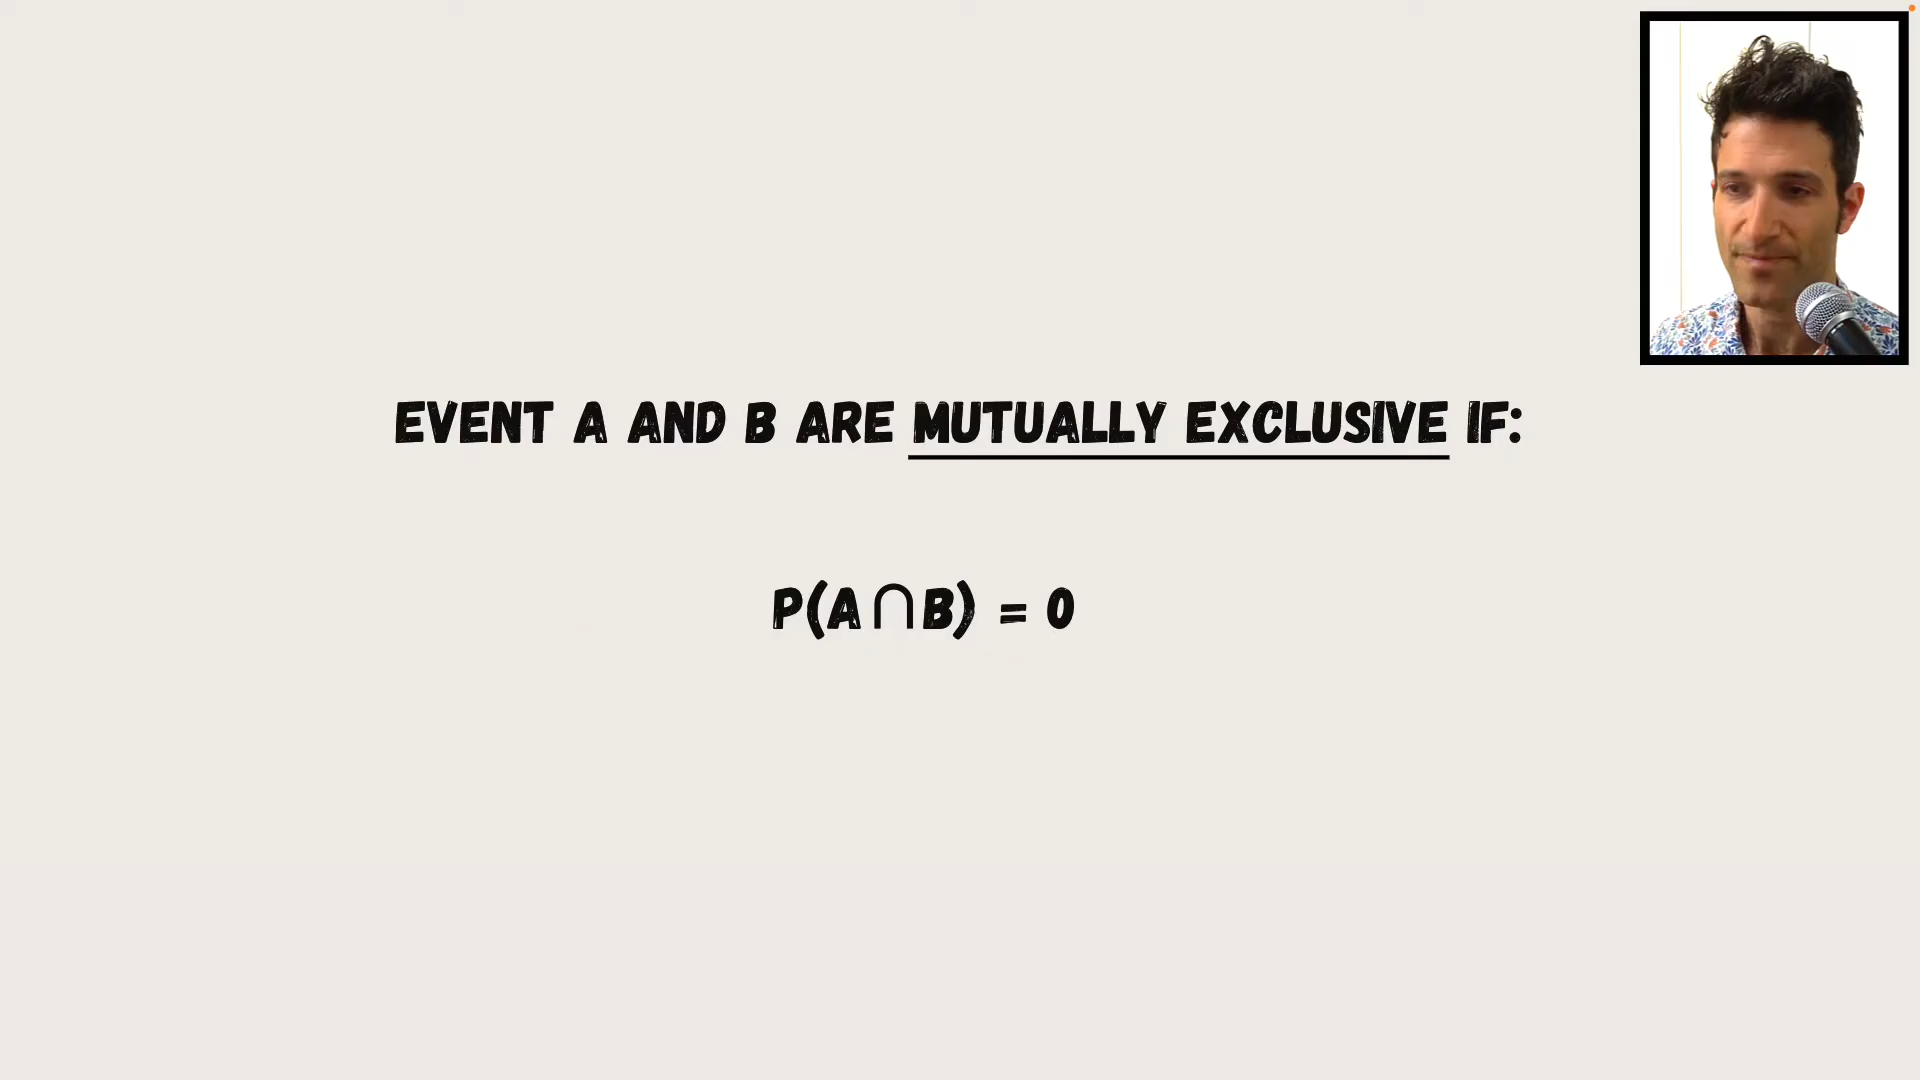 EVENT A AND B ARE MUTUALLY EXCLUSIVE IF:
P(A∩B) = 0